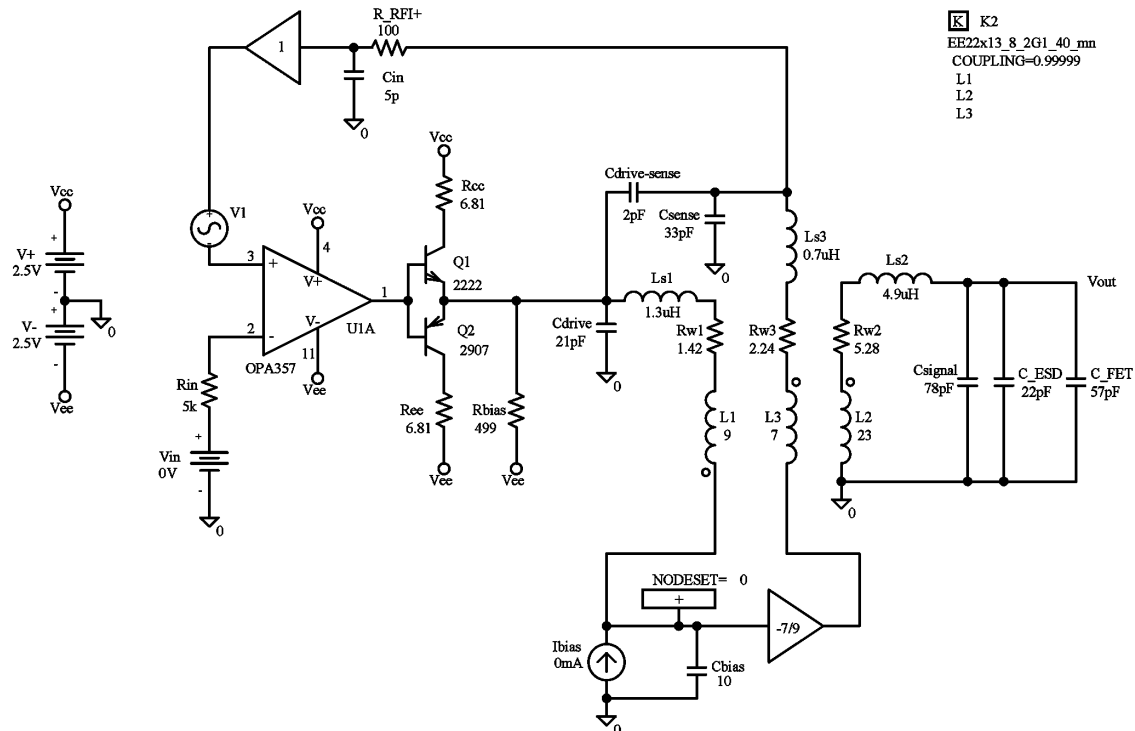 R_RFI+
100
K K2
EE22x13_8_2G1_40_mn
COUPLING=0.99999
L1
L2
L3
1
Cin
5p
0
Vcc
Rcc
6.81
Vcc
V+
2.5V
+
-
V-
2.5V
+
-
0
Vee
V1
+
-
Vcc
4
3
+
V+
1
2
-
V-
U1A
11
OPA357
Vee
Rin
5k
+
Vin
0V
-
0
Q1
2222
Q2
2907
Ree
6.81
Vee
Rbias
499
Vee
Cdrive-sense
2pF
Csense
33pF
0
Ls3
0.7uH
Ls1
1.3uH
Cdrive
21pF
0
Rw1
1.42
Rw3
2.24
Ls2
4.9uH
Vout
Rw2
5.28
Csignal
78pF
C_ESD
22pF
C_FET
57pF
L1
9
L3
7
L2
23
0
NODESET= 0
+
-7/9
Ibias
0mA
Cbias
10
0